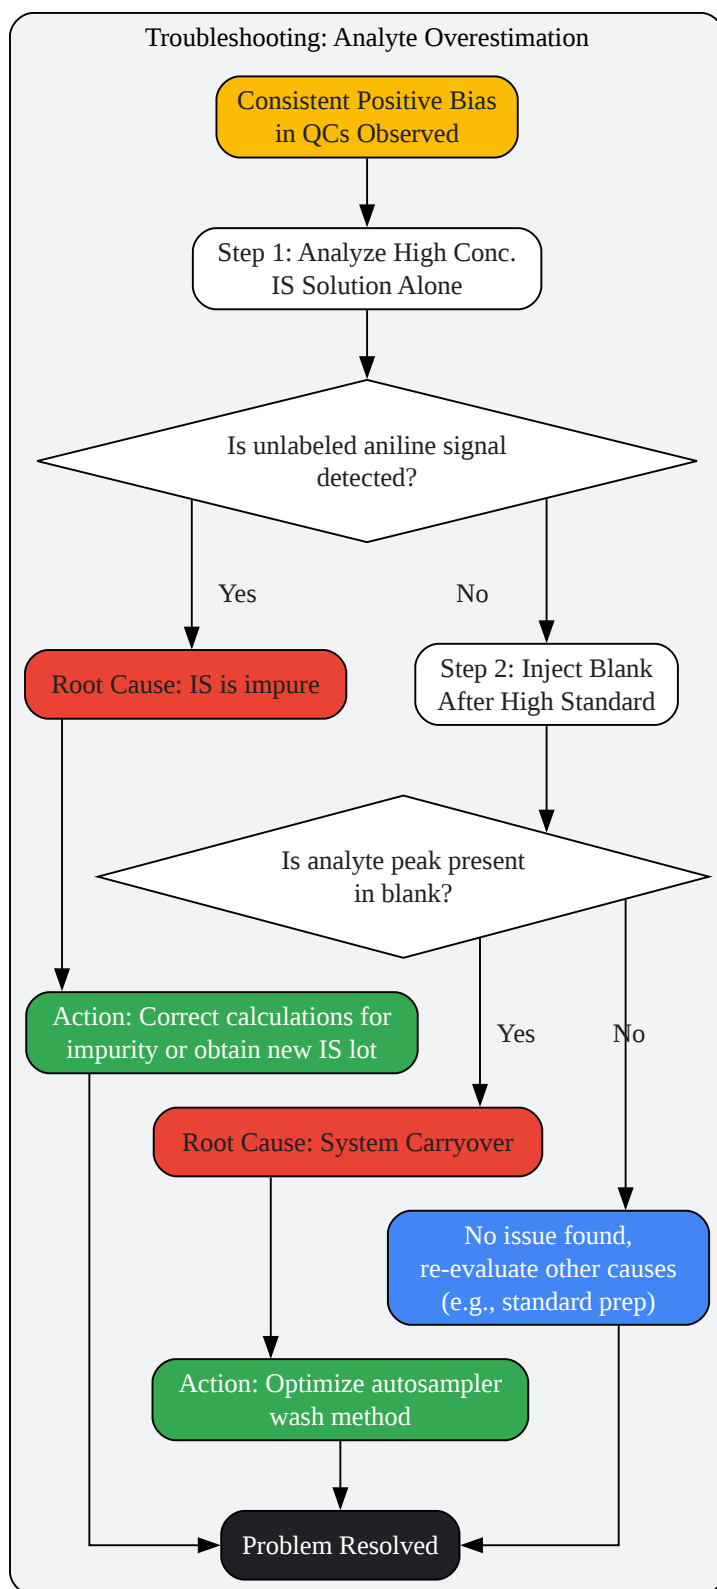 Troubleshooting: Analyte Overestimation
Consistent Positive Bias
in QCs Observed
Step 1: Analyze High Conc.
IS Solution Alone
Is unlabeled aniline signal
detected?
Yes
No
Root Cause: IS is impure
Step 2: Inject Blank
After High Standard
Is analyte peak present
in blank?
Action: Correct calculations for
impurity or obtain new IS lot
Yes
No
Root Cause: System Carryover
No issue found,
re-evaluate other causes
(e.g., standard prep)
Action: Optimize autosampler
wash method
Problem Resolved